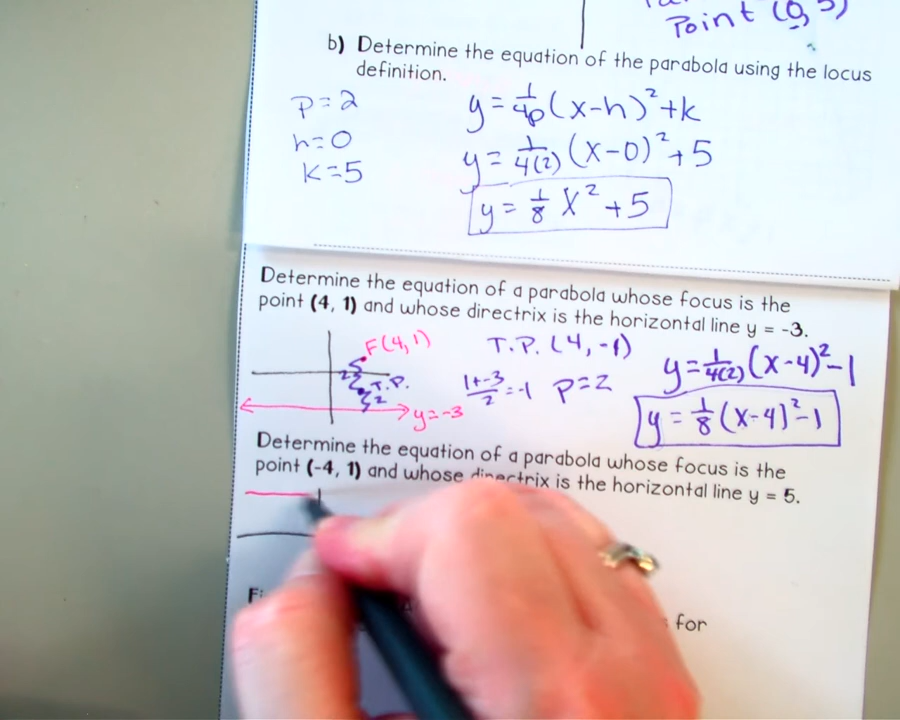 Point (0, 5)
b) Determine the equation of the parabola using the locus
definition.
p=2
h=0
k=5
y = 1/4p (x-h)² + k
y = 1/4(2) (x-0)² + 5
y = 1/8 x² + 5
Determine the equation of a parabola whose focus is the
point (4, 1) and whose directrix is the horizontal line y = -3.
F(4,1)
2
T.P.
2
y=-3
T.P. (4, -1)
1+-3/2 = -1
p=2
y = 1/4(2) (x-4)² - 1
y = 1/8 (x-4)² - 1
Determine the equation of a parabola whose focus is the
point (-4, 1) and whose directrix is the horizontal line y = 5.
for